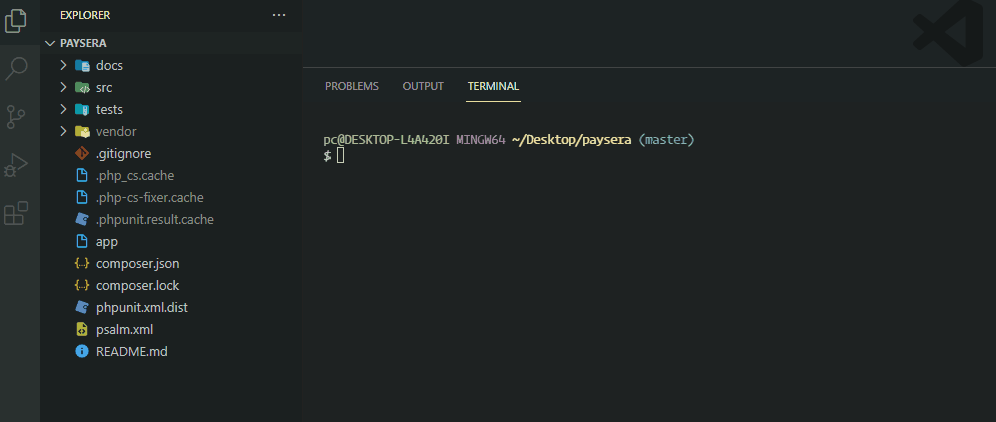 EXPLORER
PAYSERA
docs
src
tests
vendor
.gitignore
.php_cs.cache
.php-cs-fixer.cache
.phpunit.result.cache
app
composer.json
composer.lock
phpunit.xml.dist
psalm.xml
README.md
PROBLEMS OUTPUT TERMINAL
pc@DESKTOP-L4A420I MINGW64 ~/Desktop/paysera (master)
$